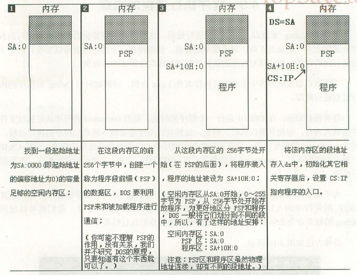 1 内存
SA:0
找到一段起始地址
为SA:0000(即起始地址
的偏移地址为0)的容量
足够的空闲内存区;
2 内存
SA:0
PSP
在这段内存区的前
256个字节中,创建一个
称为程序段前缀(PSP)
的数据区,DOS要利用
PSP来和被加载程序进行
通信;
(你可能不理解PSP的
作用,没有关系,我们
并不研究DOS的原理,
只要知道有这个东西就
可以了。)
3 内存
SA:0
PSP
SA+10H:0
程序
从这段内存区的256字节处开
始(在PSP的后面),将程序装入
,程序的地址被设为SA+10H:0;
(空闲内存区从SA:0开始,0~255
字节为PSP,从256字节处开始存
放程序,为更好地区分PSP和程序
,DOS一般将它们划分到不同的段
中,所以,有了这样的地址安排:
空闲内存区:SA:0
PSP区:SA:0
程序区:SA+10H:0
注意:PSP区和程序区虽然物理
地址连续,却有不同的段地址。)
4 内存
DS=SA
SA:0
PSP
SA+10H:0
CS:IP
程序
将该内存区的段地址
存入ds中,初始化其它相
关寄存器后,设置CS:IP
指向程序的入口。